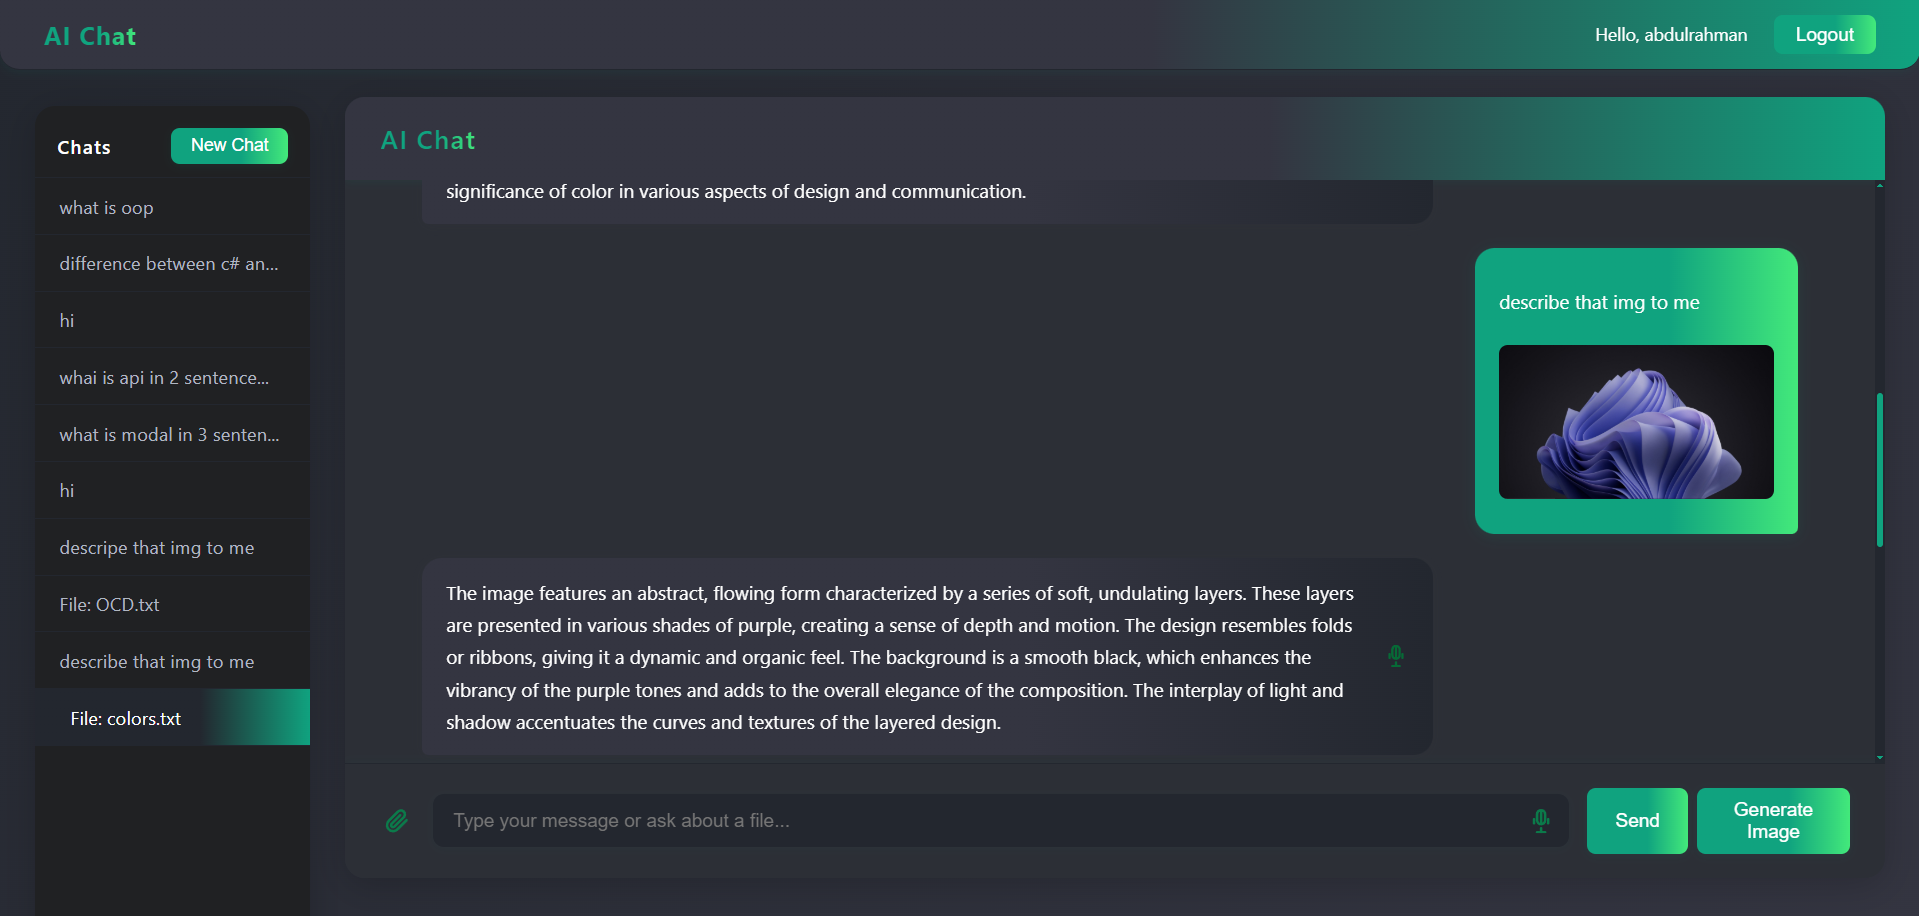 AI Chat
Hello, abdulrahman
Logout
Chats
New Chat
what is oop
difference between c# an...
hi
whai is api in 2 sentence...
what is modal in 3 senten...
hi
descripe that img to me
File: OCD.txt
describe that img to me
File: colors.txt
AI Chat
significance of color in various aspects of design and communication.
describe that img to me
The image features an abstract, flowing form characterized by a series of soft, undulating layers. These layers
are presented in various shades of purple, creating a sense of depth and motion. The design resembles folds
or ribbons, giving it a dynamic and organic feel. The background is a smooth black, which enhances the
vibrancy of the purple tones and adds to the overall elegance of the composition. The interplay of light and
shadow accentuates the curves and textures of the layered design.
Type your message or ask about a file...
Send
Generate
Image